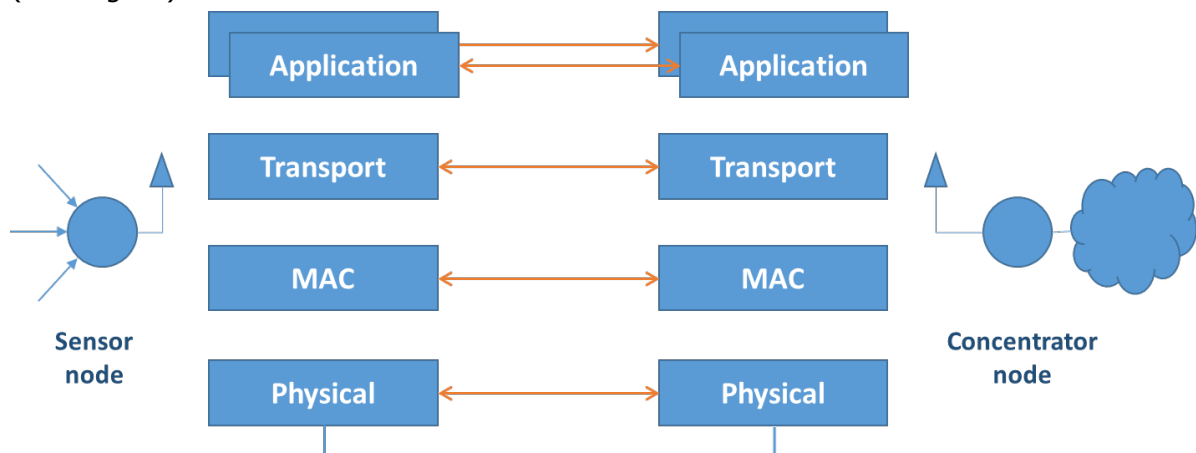 Application
Application
Transport
Transport
MAC
MAC
Sensor
node
Concentrator
node
Physical
Physical